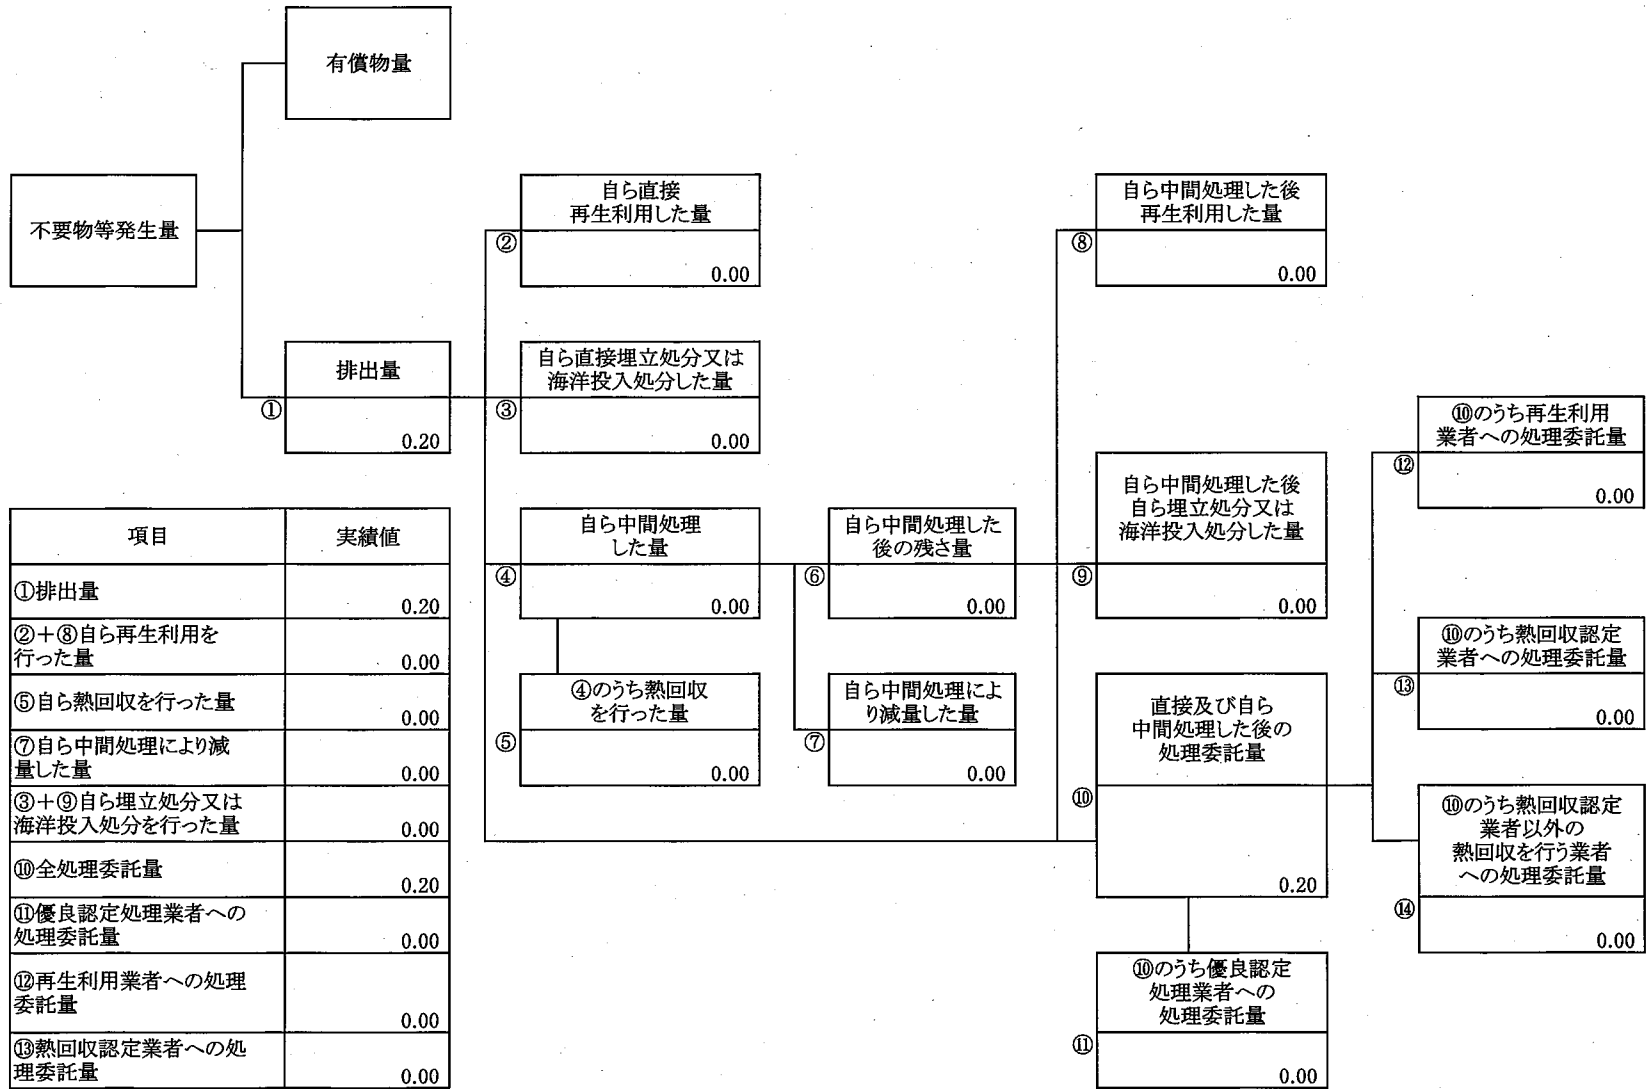 有償物量
不要物等発生量
自ら直接
再生利用した量
②
0.00
自ら中間処理した後
再生利用した量
⑧
0.00
排出量
①
0.20
自ら直接埋立処分又は
海洋投入処分した量
③
0.00
⑩のうち再生利用
業者への処理委託量
⑫
0.00
自ら中間処理
した量
④
0.00
自ら中間処理した
後の残さ量
⑥
0.00
自ら中間処理した後
自ら埋立処分又は
海洋投入処分した量
⑨
0.00
⑩のうち熱回収認定
業者への処理委託量
⑬
0.00
④のうち熱回収
を行った量
⑤
0.00
自ら中間処理によ
り減量した量
⑦
0.00
直接及び自ら
中間処理した後の
処理委託量
⑩
0.20
⑩のうち熱回収認定
業者以外の
熱回収を行う業者
への処理委託量
⑭
0.00
⑩のうち優良認定
処理業者への
処理委託量
⑪
0.00
項目 実績値
①排出量
0.20
②+⑧自ら再生利用を
行った量
0.00
⑤自ら熱回収を行った量
0.00
⑦自ら中間処理により減
量した量
0.00
③+⑨自ら埋立処分又は
海洋投入処分を行った量
0.00
⑩全処理委託量
0.20
⑪優良認定処理業者への
処理委託量
0.00
⑫再生利用業者への処理
委託量
0.00
⑬熱回収認定業者への処
理委託量
0.00